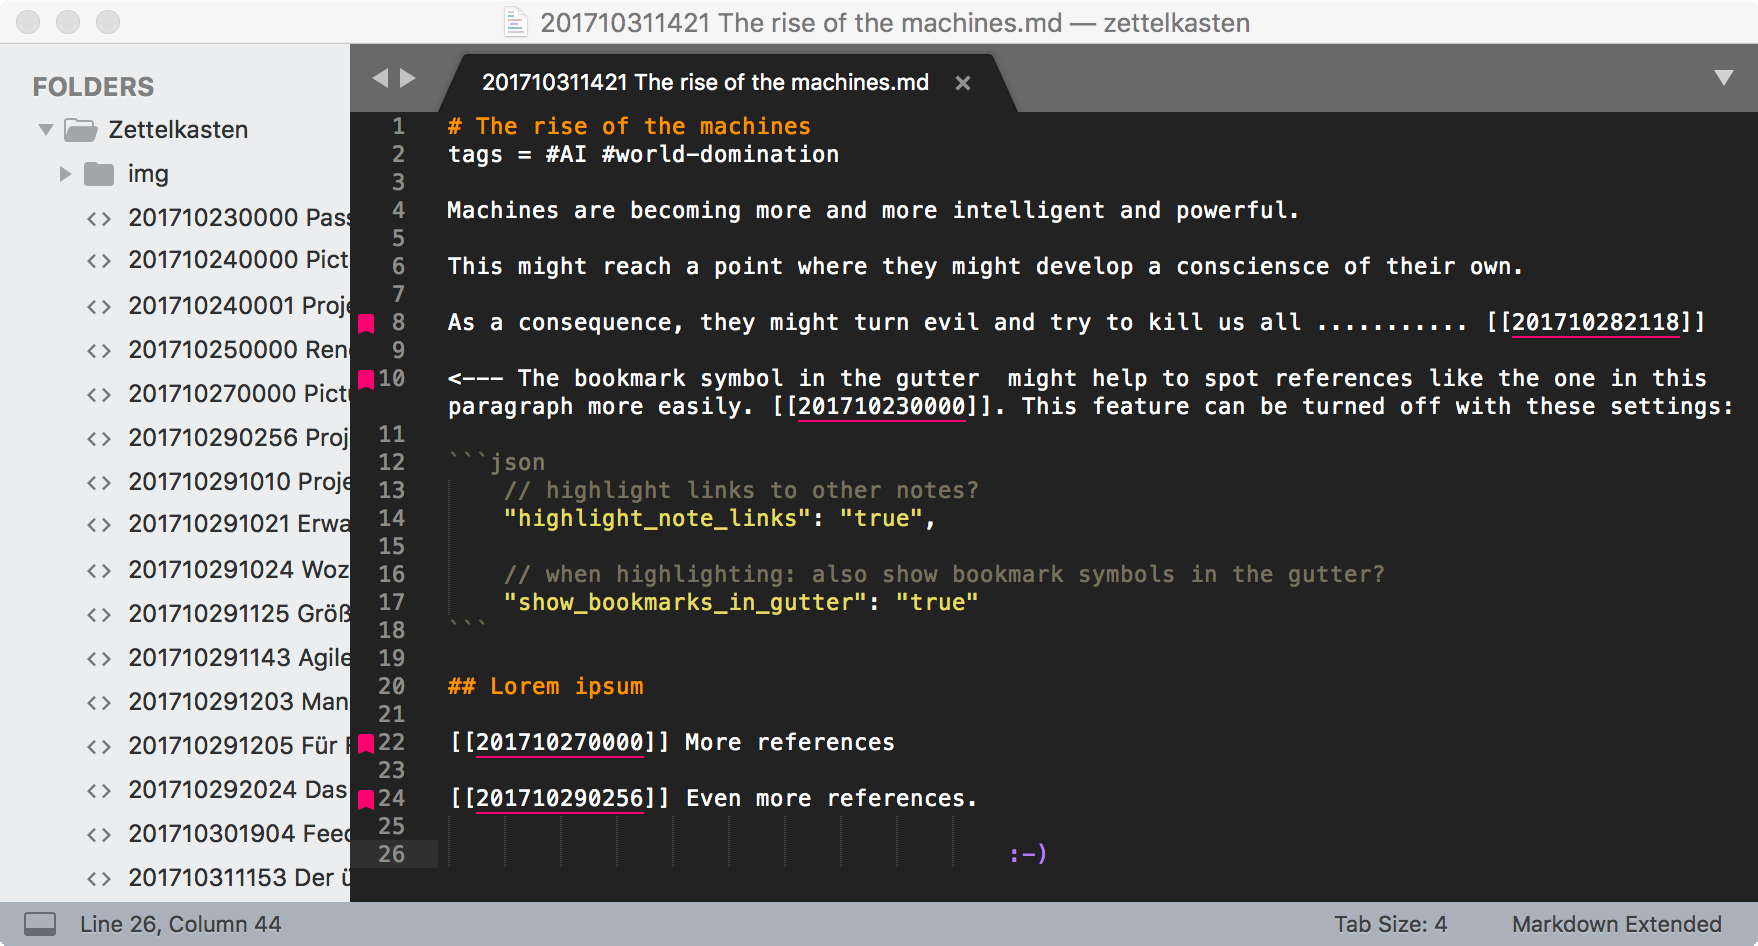 201710311421 The rise of the machines.md — zettelkasten
FOLDERS
Zettelkasten
img
201710230000 Pass
201710240000 Pict
201710240001 Proje
201710250000 Ren
201710270000 Pictu
201710290256 Proj
201710291010 Proje
201710291021 Erwa
201710291024 Woz
201710291125 Größ
201710291143 Agile
201710291203 Man
201710291205 Für F
201710292024 Das
201710301904 Feed
201710311153 Der ü
201710311421 The rise of the machines.md ×
1 # The rise of the machines
2 tags = #AI #world-domination
3
4 Machines are becoming more and more intelligent and powerful.
5
6 This might reach a point where they might develop a consciensce of their own.
7
8 As a consequence, they might turn evil and try to kill us all ........... [[201710282118]]
9
10 <--- The bookmark symbol in the gutter  might help to spot references like the one in this
paragraph more easily. [[201710230000]]. This feature can be turned off with these settings:
11
12 ```json
13 // highlight links to other notes?
14 "highlight_note_links": "true",
15
16 // when highlighting: also show bookmark symbols in the gutter?
17 "show_bookmarks_in_gutter": "true"
18 ```
19
20 ## Lorem ipsum
21
22 [[201710270000]] More references
23
24 [[201710290256]] Even more references.
25
26 :-)
Line 26, Column 44
Tab Size: 4
Markdown Extended